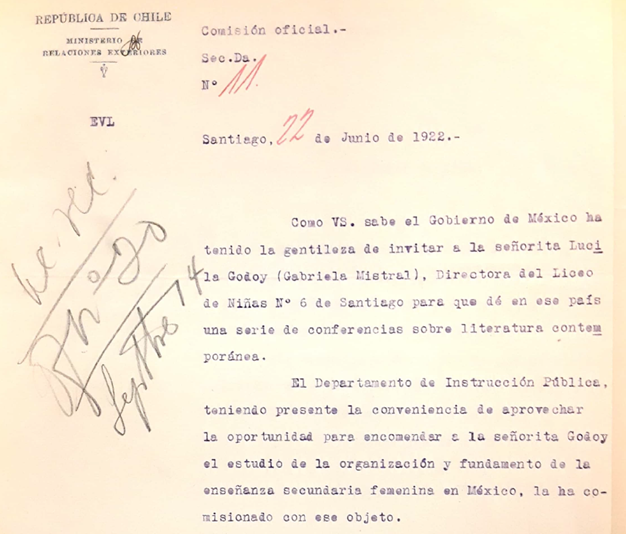 REPÚBLICA DE CHILE
MINISTERIO DE
RELACIONES EXTERIORES
EVL
Comisión oficial.-
Sec.Da.
Nº 11.
Santiago, 22 de Junio de 1922.-
Como VS. sabe el Gobierno de México ha
tenido la gentileza de invitar a la señorita Luci
la Godoy (Gabriela Mistral), Directora del Liceo
de Niñas Nº 6 de Santiago para que dé en ese país
una serie de conferencias sobre literatura contem
poránea.
El Departamento de Instrucción Pública,
teniendo presente la conveniencia de aprovechar
la oportunidad para encomendar a la señorita Godoy
el estudio de la organización y fundamento de la
enseñanza secundaria femenina en México, la ha co-
misionado con ese objeto.
14